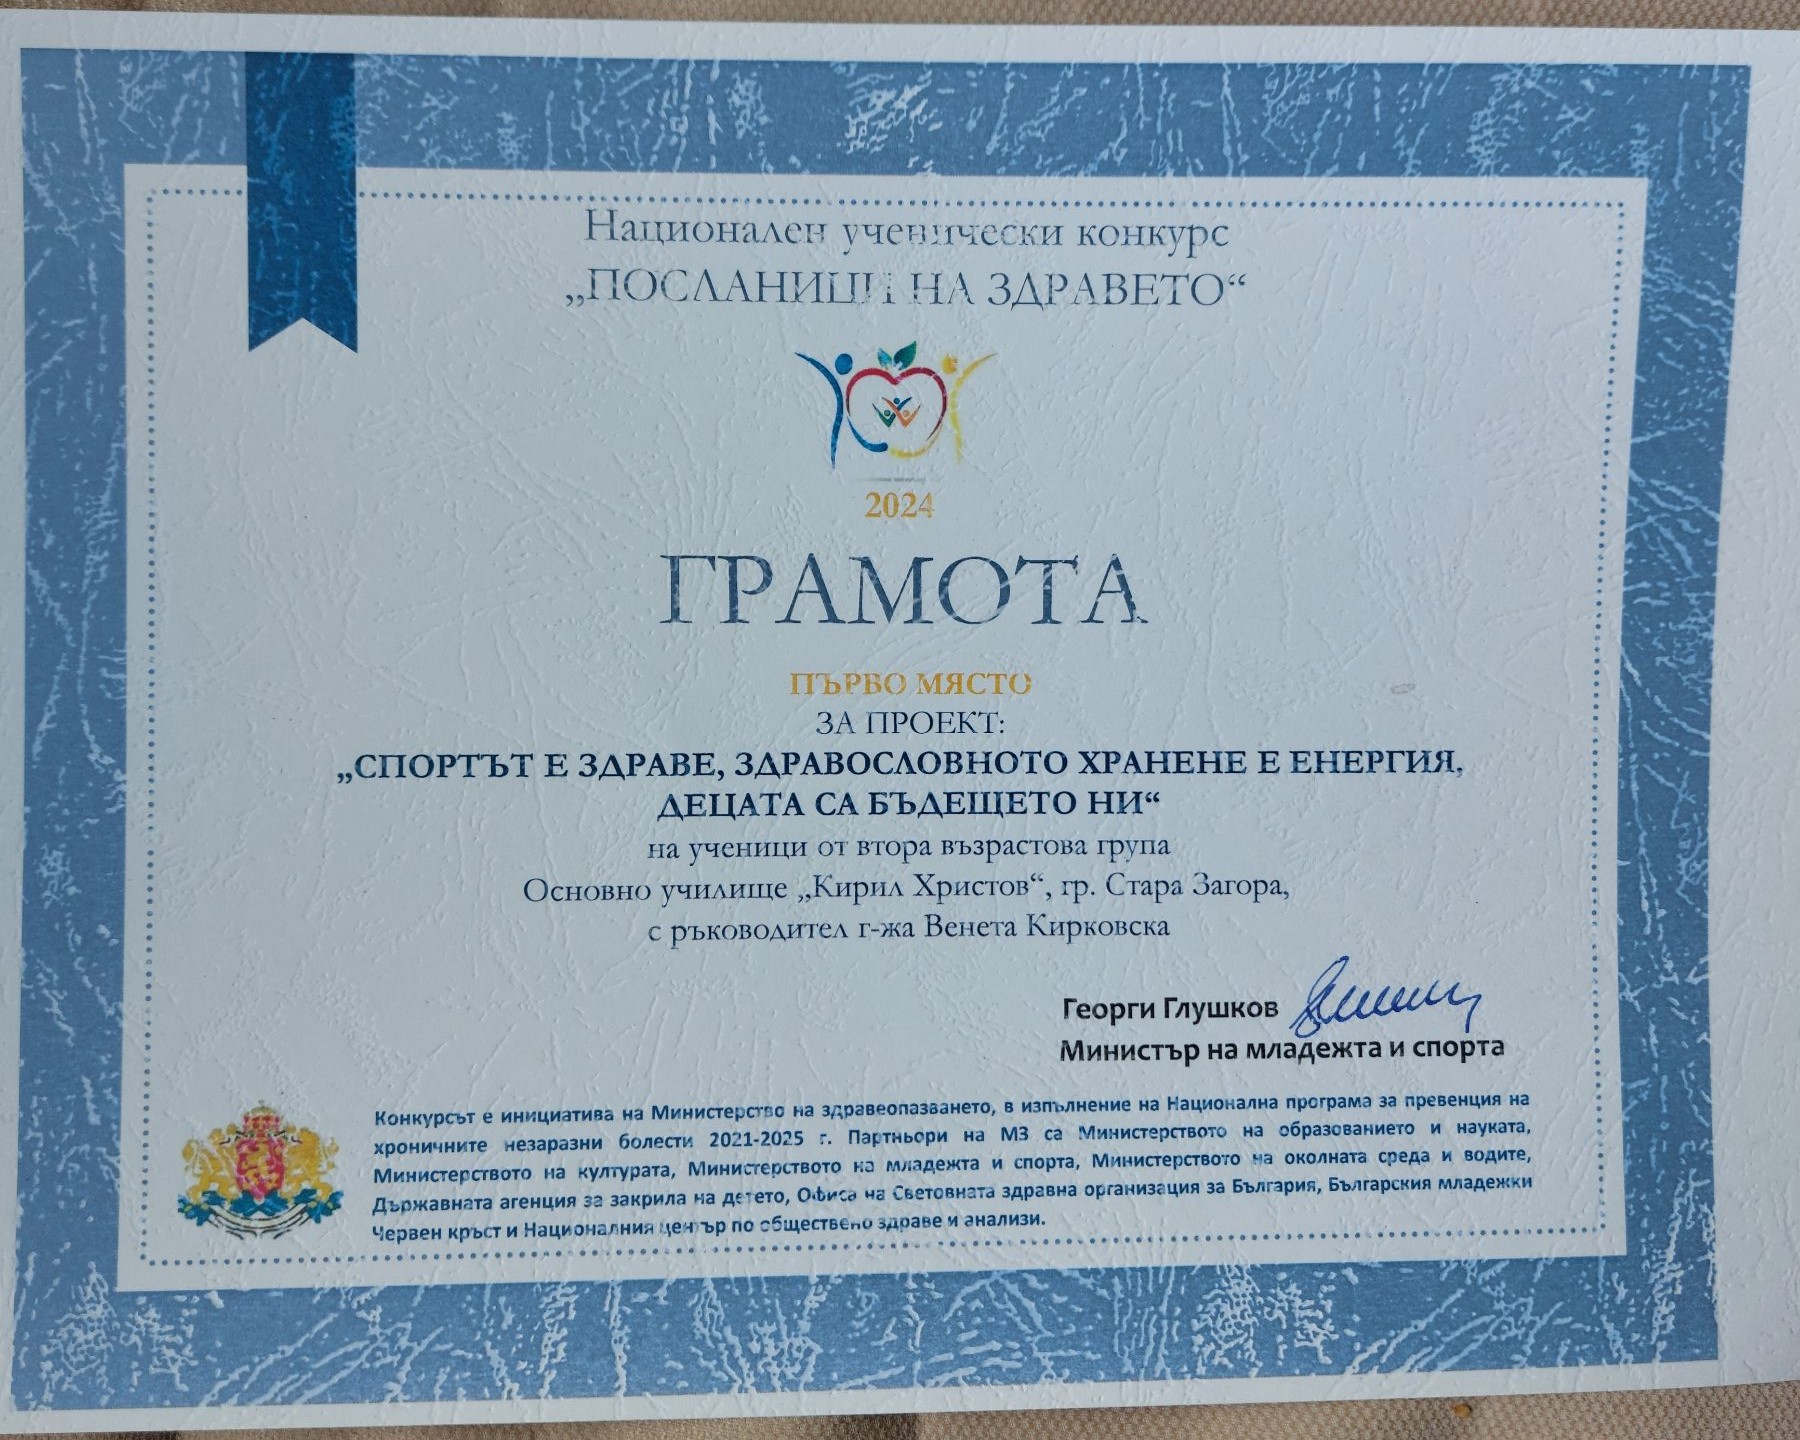 Национален ученически конкурс
„ПОСЛАНИЦИ НА ЗДРАВЕТО“
2024
ГРАМОТА
ПЪРВО МЯСТО
ЗА ПРОЕКТ:
„СПОРТЪТ Е ЗДРАВЕ, ЗДРАВОСЛОВНОТО ХРАНЕНЕ Е ЕНЕРГИЯ,
ДЕЦАТА СА БЪДЕЩЕТО НИ“
на ученици от втора възрастова група
Основно училище „Кирил Христов“, гр. Стара Загора,
с ръководител г-жа Венета Кирковска
Георги Глушков
Министър на младежта и спорта
Конкурсът е инициатива на Министерство на здравеопазването, в изпълнение на Национална програма за превенция на
хроничните незаразни болести 2021-2025 г. Партньори на МЗ са Министерството на образованието и науката,
Министерството на културата, Министерството на младежта и спорта, Министерството на околната среда и водите,
Държавната агенция за закрила на детето, Офиса на Световната здравна организация за България, Българския младежки
Червен кръст и Националния център по обществено здраве и анализи.